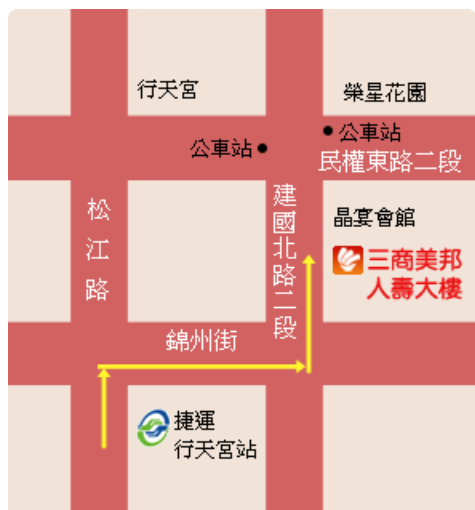 行天宮
榮星花園
公車站
公車站
民權東路二段
松江路
建國北路二段
晶宴會館
三商美邦
人壽大樓
錦州街
捷運
行天宮站